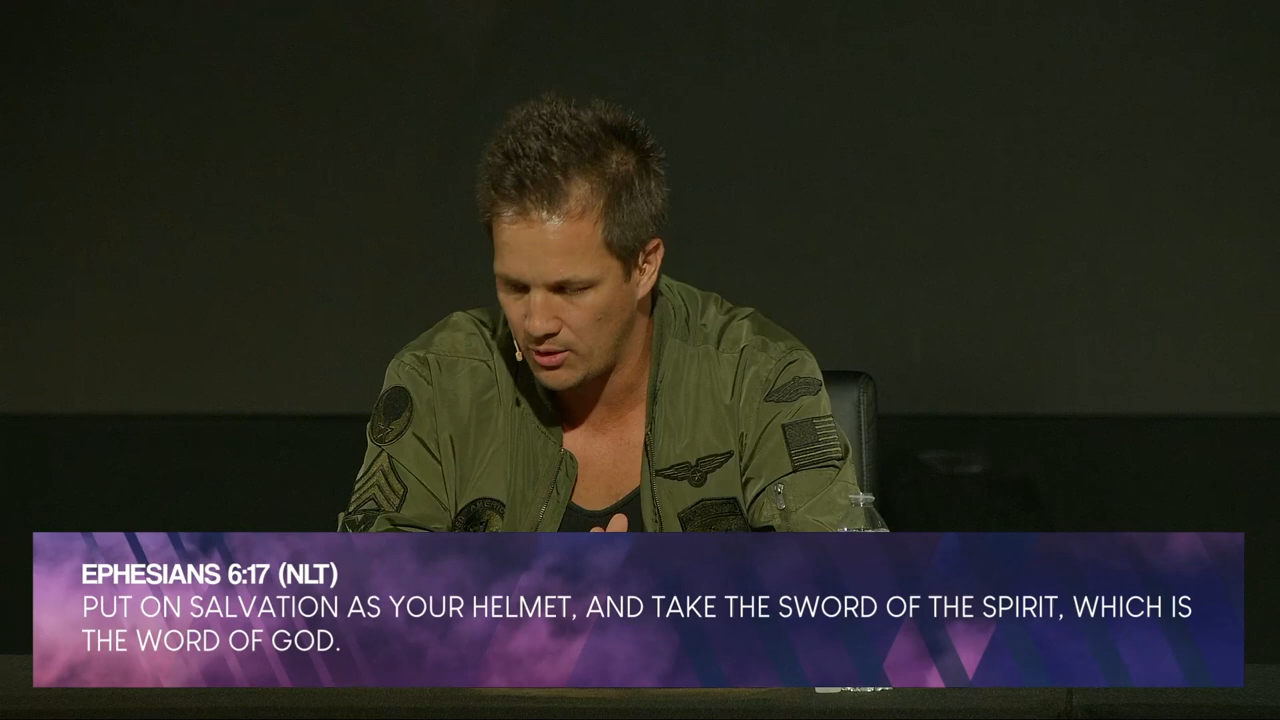 EPHESIANS 6:17 (NLT)
PUT ON SALVATION AS YOUR HELMET, AND TAKE THE SWORD OF THE SPIRIT, WHICH IS
THE WORD OF GOD.